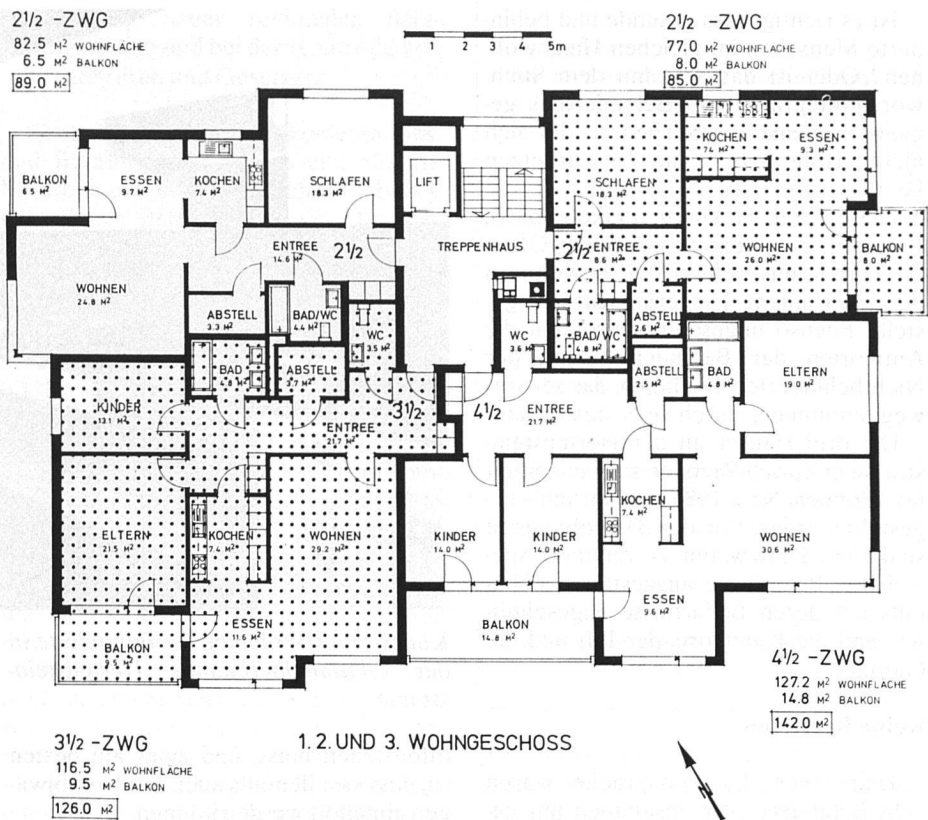 2½ -ZWG
82.5 M² WOHNFLÄCHE
6.5 M² BALKON
89.0 M²
1 2 3 4 5m
2½ -ZWG
77.0 M² WOHNFLÄCHE
8.0 M² BALKON
85.0 M²
BALKON
6.5 M²
ESSEN
9.7 M²
KOCHEN
7.4 M²
SCHLAFEN
18.3 M²
LIFT
SCHLAFEN
18.3 M²
KOCHEN
7.4 M²
ESSEN
9.3 M²
WOHNEN
24.8 M²
ENTREE
14.6 M²
2½
TREPPENHAUS
2½
ENTREE
8.6 M²
WOHNEN
26.0 M²
BALKON
8.0 M²
ABSTELL
3.3 M²
BAD/WC
4.4 M²
WC
3.5 M²
WC
3.6 M²
BAD/WC
4.8 M²
ABSTELL
2.6 M²
BAD
4.8 M²
ABSTELL
3.7 M²
ABSTELL
2.5 M²
BAD
4.8 M²
ELTERN
19.0 M²
KINDER
13.1 M²
3½
4½
ENTREE
21.7 M²
ENTREE
21.7 M²
ELTERN
21.5 M²
KOCHEN
7.4 M²
WOHNEN
29.2 M²
KINDER
14.0 M²
KINDER
14.0 M²
KOCHEN
7.4 M²
WOHNEN
30.6 M²
BALKON
9.5 M²
ESSEN
11.6 M²
BALKON
14.8 M²
ESSEN
9.6 M²
4½ -ZWG
127.2 M² WOHNFLÄCHE
14.8 M² BALKON
142.0 M²
3½ -ZWG
116.5 M² WOHNFLÄCHE
9.5 M² BALKON
126.0 M²
1. 2. UND 3. WOHNGESCHOSS